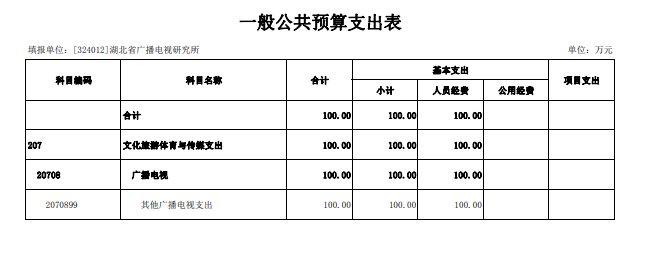 一般公共预算支出表
填报单位：[324012]湖北省广播电视研究所 单位：万元
科目编码 科目名称 合计 基本支出 项目支出
小计 人员经费 公用经费
合计 100.00 100.00 100.00
207 文化旅游体育与传媒支出 100.00 100.00 100.00
20708 广播电视 100.00 100.00 100.00
2070899 其他广播电视支出 100.00 100.00 100.00